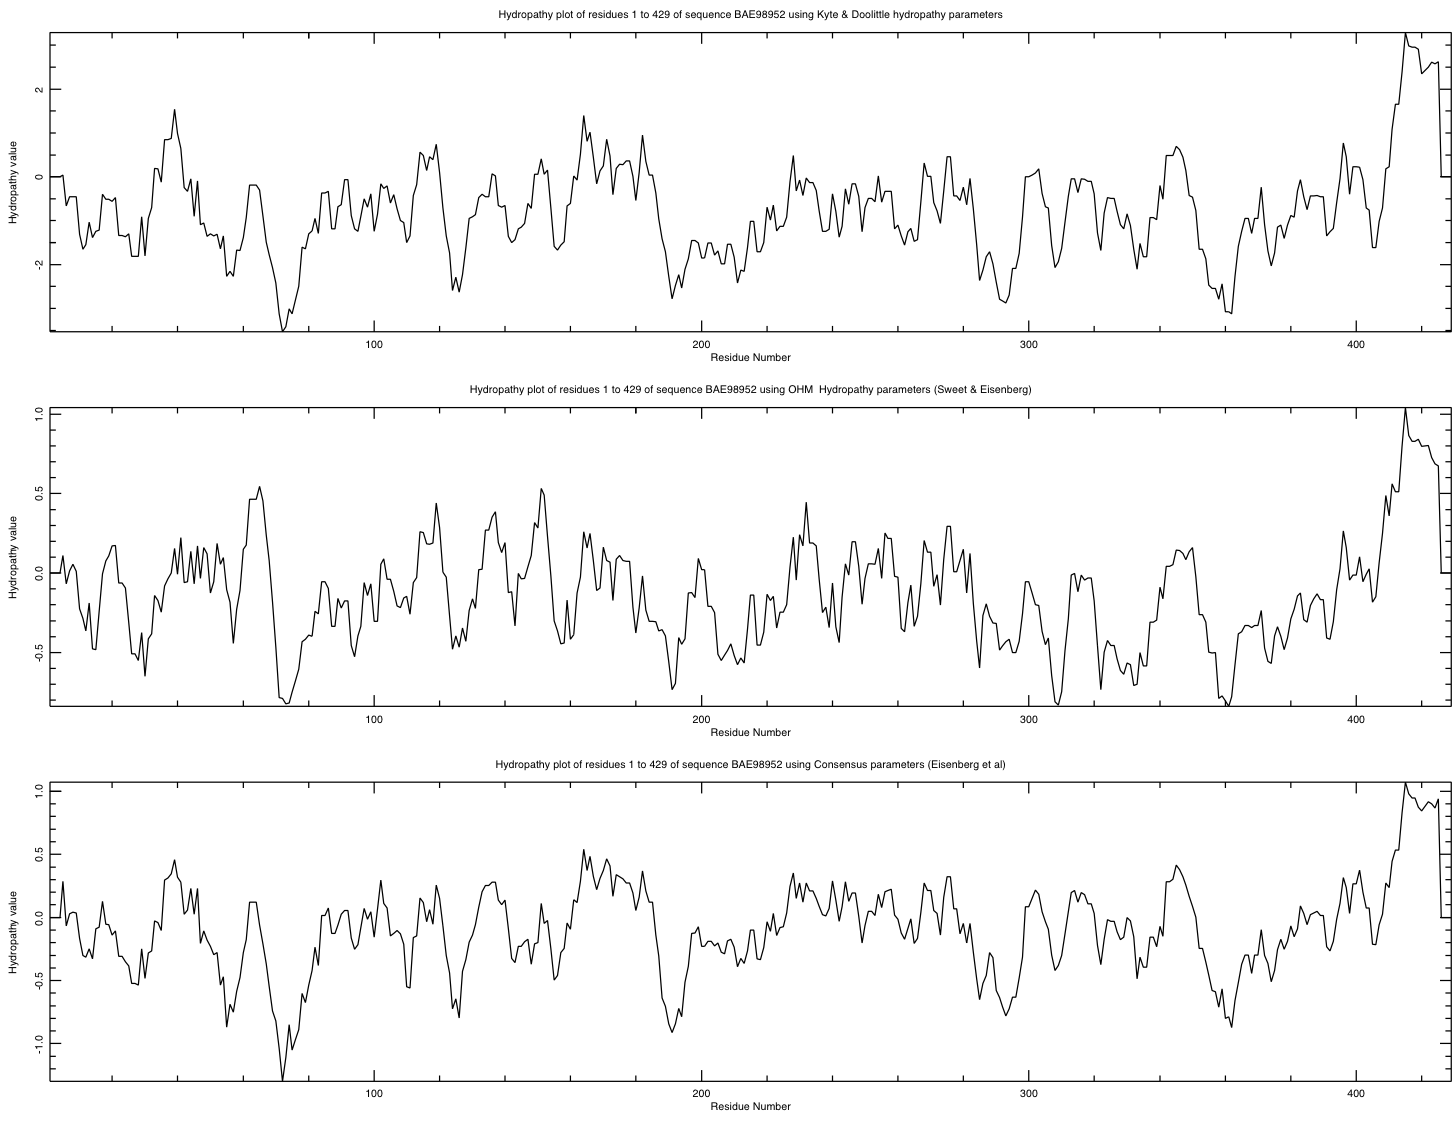 Hydropathy plot of residues 1 to 429 of sequence BAE98952 using Kyte & Doolittle hydropathy parameters
Hydropathy value
2
0
-2
100
200
300
400
Residue Number
Hydropathy plot of residues 1 to 429 of sequence BAE98952 using OHM  Hydropathy parameters (Sweet & Eisenberg)
Hydropathy value
1.0
0.5
0.0
-0.5
100
200
300
400
Residue Number
Hydropathy plot of residues 1 to 429 of sequence BAE98952 using Consensus parameters (Eisenberg et al)
Hydropathy value
1.0
0.5
0.0
-0.5
-1.0
100
200
300
400
Residue Number